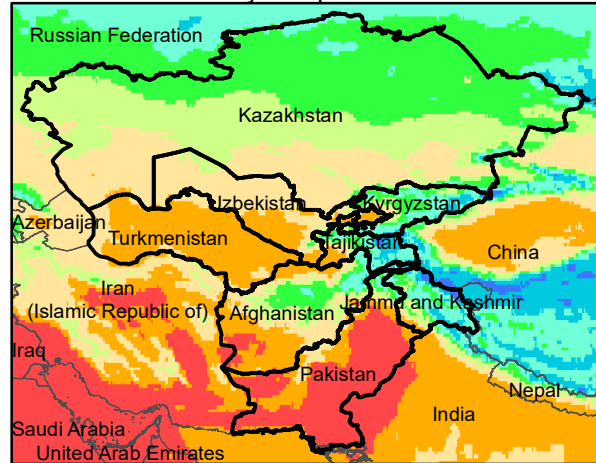 Russian Federation
Kazakhstan
Uzbekistan
Kyrgyzstan
Azerbaijan
Turkmenistan
Tajikistan
China
Iran
(Islamic Republic of)
Afghanistan
Jammu and Kashmir
Iraq
Pakistan
Nepal
India
Saudi Arabia
United Arab Emirates